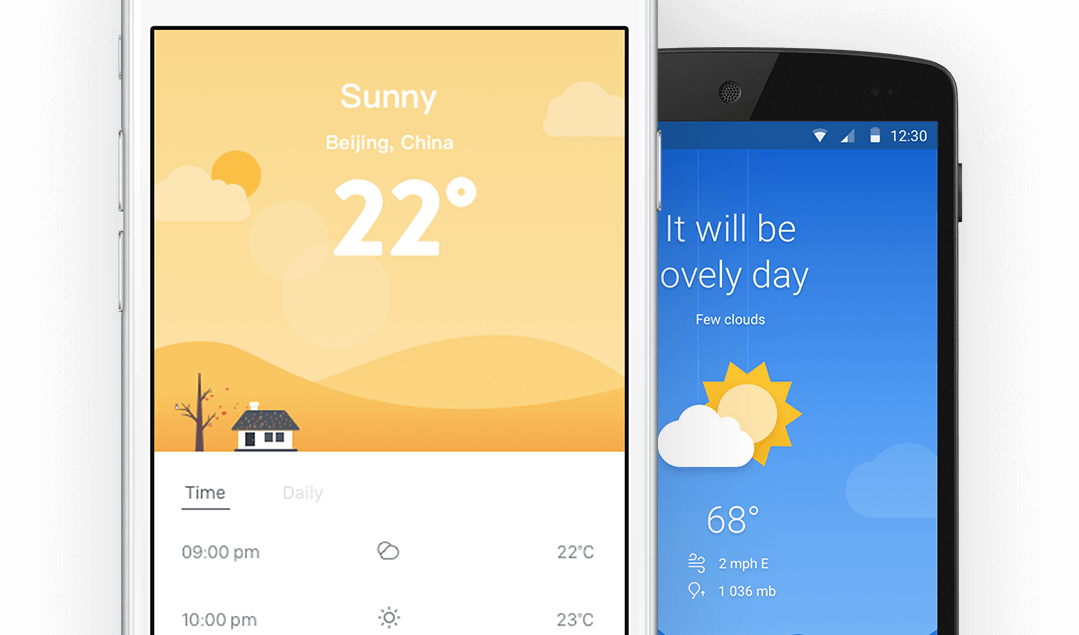 Sunny
Beijing, China
22°
Time Daily
09:00 pm 22°C
10:00 pm 23°C
12:30
It will be
ovely day
Few clouds
68°
2 mph E
1 036 mb